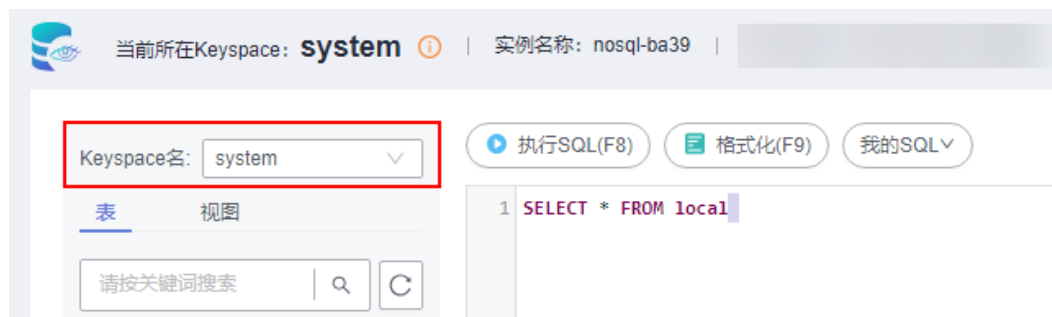 当前所在Keyspace: system | 实例名称: nosql-ba39 |
Keyspace名: system
执行SQL(F8) 格式化(F9) 我的SQL
表 视图
1 SELECT * FROM local
请按关键词搜索